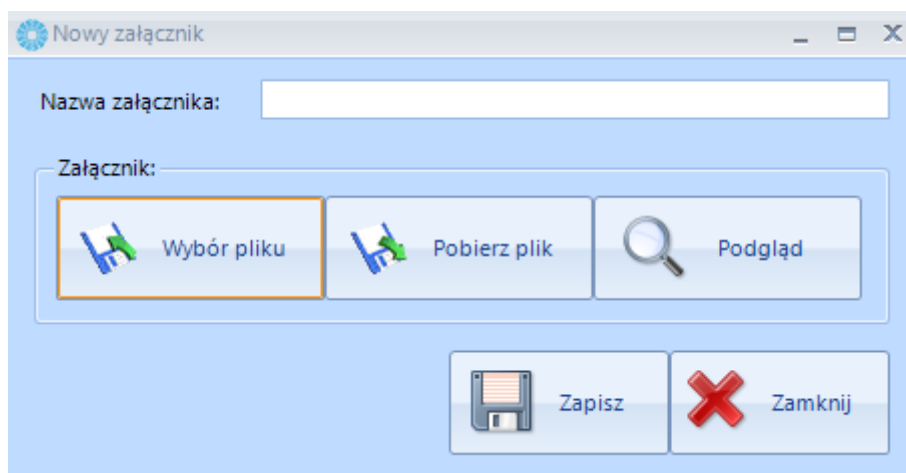 Nowy załącznik
Nazwa załącznika:
Załącznik:
Wybór pliku
Pobierz plik
Podgląd
Zapisz
Zamknij